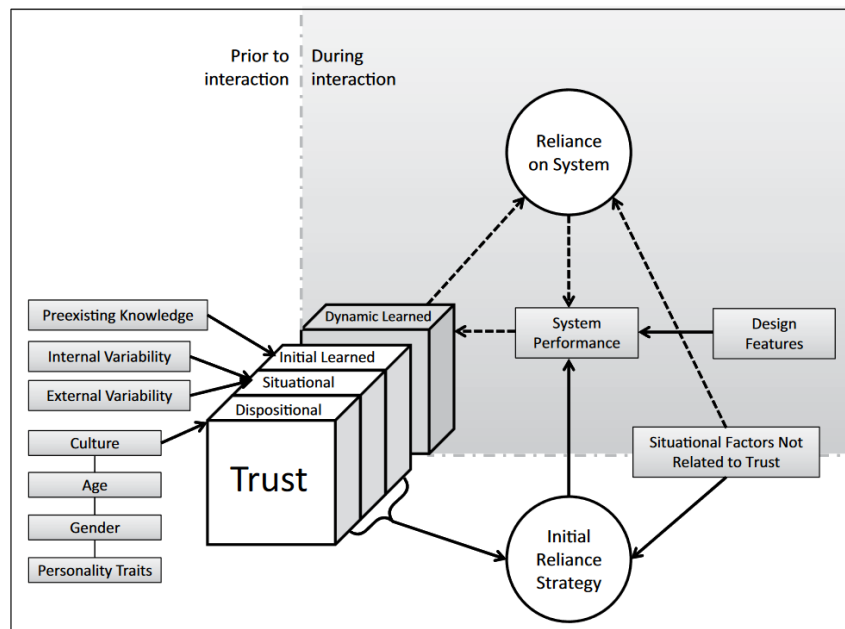 Prior to
interaction
During
interaction
Reliance
on System
Preexisting Knowledge
Internal Variability
External Variability
Culture
Age
Gender
Personality Traits
Dynamic Learned
Initial Learned
Situational
Dispositional
Trust
System
Performance
Design
Features
Situational Factors Not
Related to Trust
Initial
Reliance
Strategy